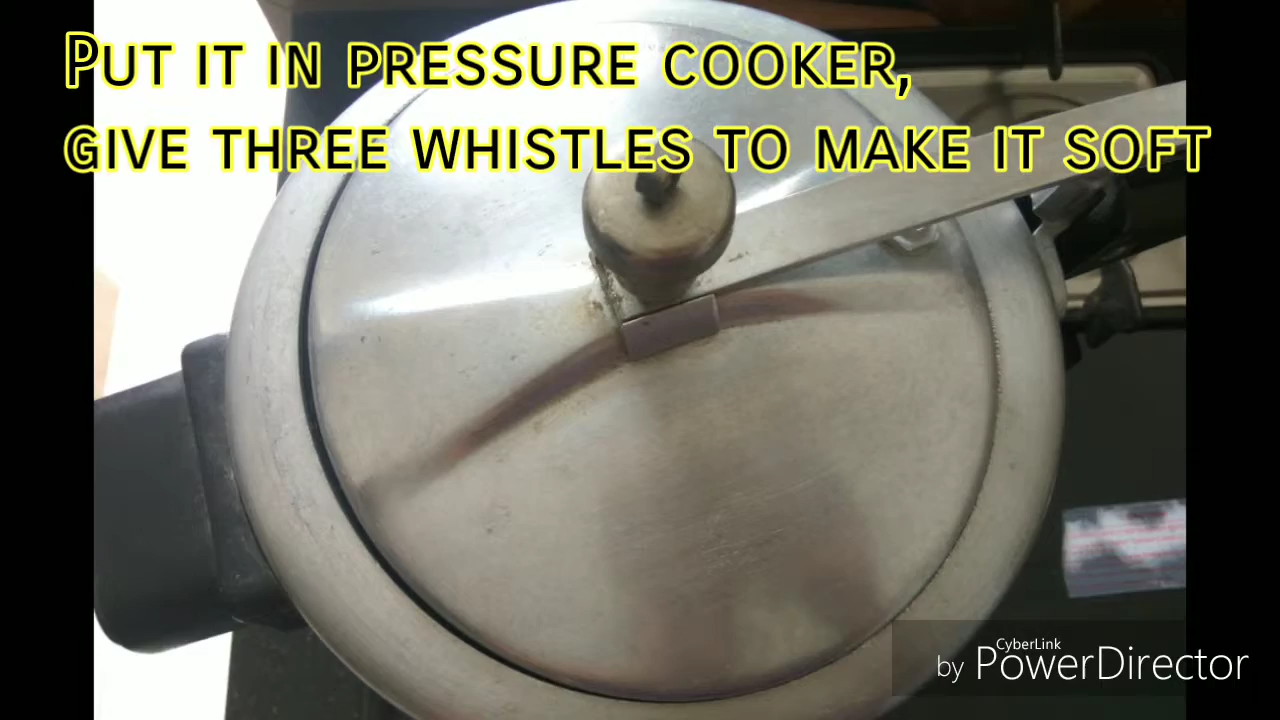 Put it in pressure cooker,
give three whistles to make it soft
CyberLink
by PowerDirector